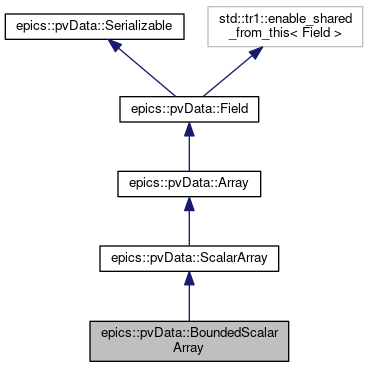 epics::pvData::Serializable
std::tr1::enable_shared
_from_this< Field >
epics::pvData::Field
epics::pvData::Array
epics::pvData::ScalarArray
epics::pvData::BoundedScalar
Array